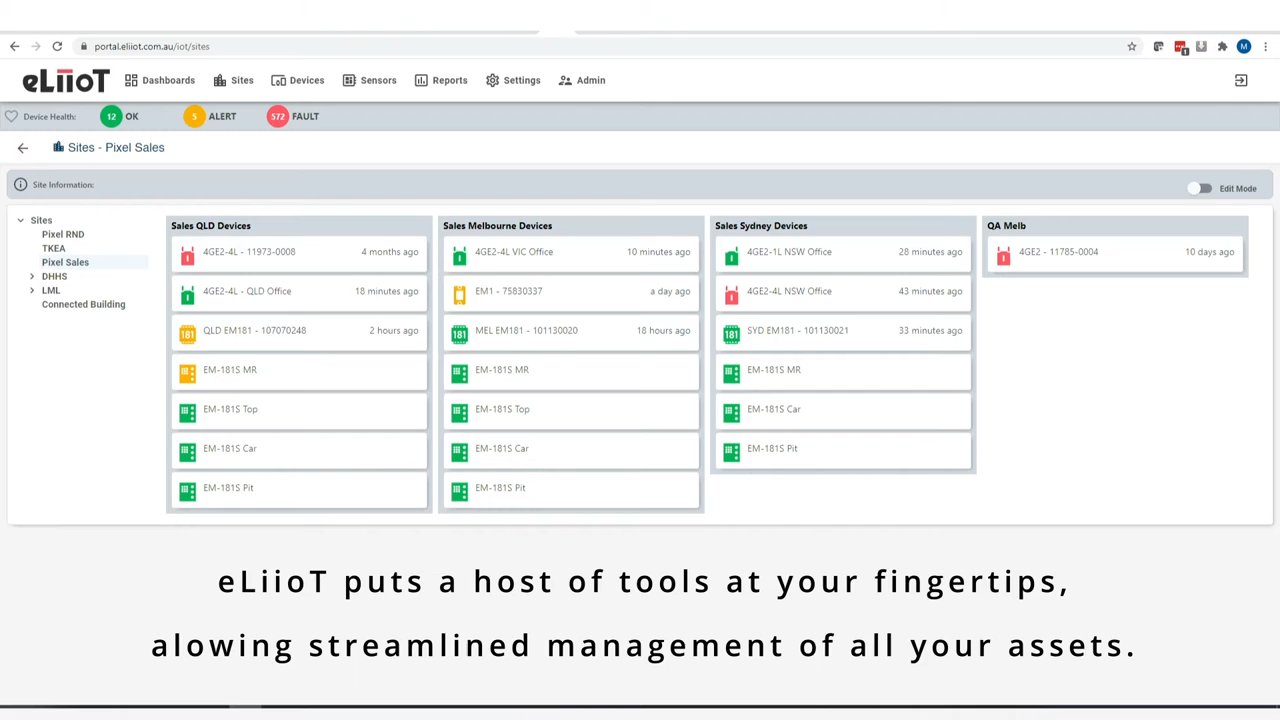 portal.eliiot.com.au/iot/sites
M
eLiioT Dashboards Sites Devices Sensors Reports Settings Admin
Device Health: 12 OK 5 ALERT 572 FAULT
Sites - Pixel Sales
Site Information: Edit Mode
Sites
Pixel RND
TKEA
Pixel Sales
DHHS
LML
Connected Building
Sales QLD Devices
4GE2-4L - 11973-0008 4 months ago
4GE2-4L - QLD Office 18 minutes ago
181 QLD EM181 - 107070248 2 hours ago
EM-181S MR
EM-181S Top
EM-181S Car
EM-181S Pit
Sales Melbourne Devices
4GE2-4L VIC Office 10 minutes ago
EM1 - 75830337 a day ago
181 MEL EM181 - 101130020 18 hours ago
EM-181S MR
EM-181S Top
EM-181S Car
EM-181S Pit
Sales Sydney Devices
4GE2-1L NSW Office 28 minutes ago
4GE2-4L NSW Office 43 minutes ago
181 SYD EM181 - 101130021 33 minutes ago
EM-181S MR
EM-181S Car
EM-181S Pit
QA Melb
4GE2 - 11785-0004 10 days ago
eLiioT puts a host of tools at your fingertips,
alowing streamlined management of all your assets.